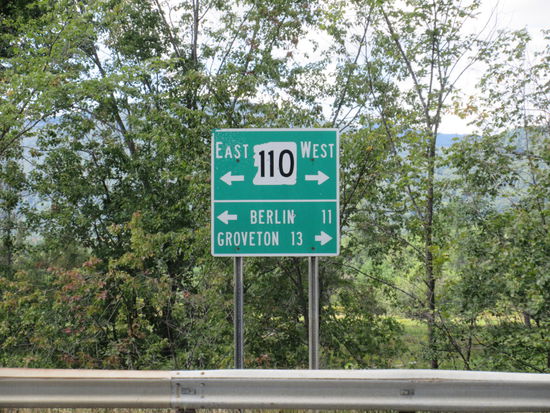 EAST 110 WEST
BERLIN 11
GROVETON 13